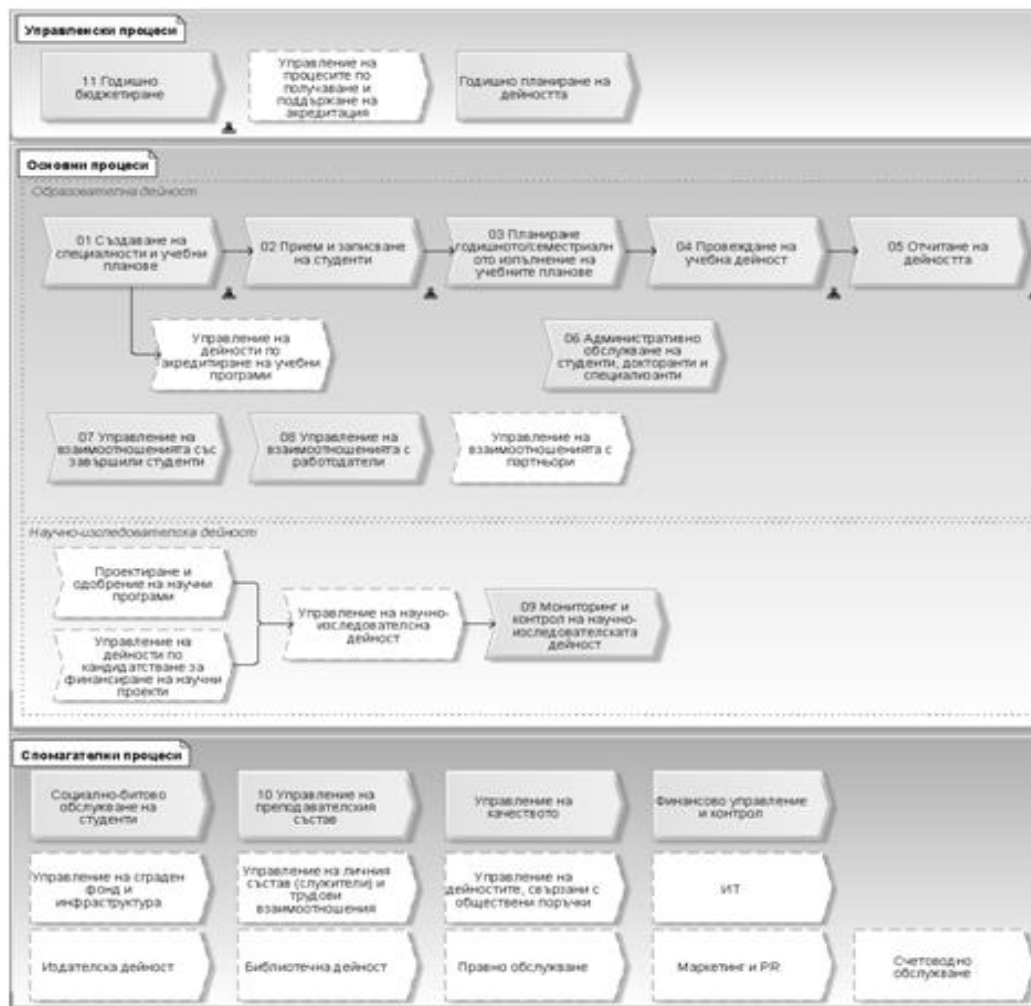 Управленски процеси
11 Годишно
бюджетиране
Управление на
процесите по
получаване и
поддържане на
акредитация
Годишно планиране на
дейността
Основни процеси
Образователна дейност
01 Създаване на
специалности и учебни
планове
02 Прием и записване
на студенти
03 Планиране
годишното/семестриалн
ото изпълнение на
учебните планове
04 Провеждане на
учебна дейност
05 Отчитане на
дейността
Управление на
дейности по
акредитиране на учебни
програми
06 Административно
обслужване на
студенти, докторанти и
специализанти
07 Управление на
взаимоотношенията със
завършили студенти
08 Управление на
взаимоотношенията с
работодатели
Управление на
взаимоотношенията с
партньори
Научно-изследователска дейност
Проектиране и
одобрение на научни
програми
Управление на
дейности по
кандидатстване за
финансиране на научни
проекти
Управление на научно-
изследователсна
дейност
09 Мониторинг и
контрол на научно-
изследователската
дейност
Спомагателни процеси
Социално-битово
обслужване на
студенти
10 Управление на
преподавателския
състав
Управление на
качеството
Финансово управление
и контрол
Управление на сграден
фонд и
инфраструктура
Управление на личния
състав (служители) и
трудови
взаимоотношения
Управление на
дейностите, свързани с
обществени поръчки
ИТ
Издателска дейност
Библиотечна дейност
Правно обслужване
Маркетинг и PR
Счетоводно
обслужване